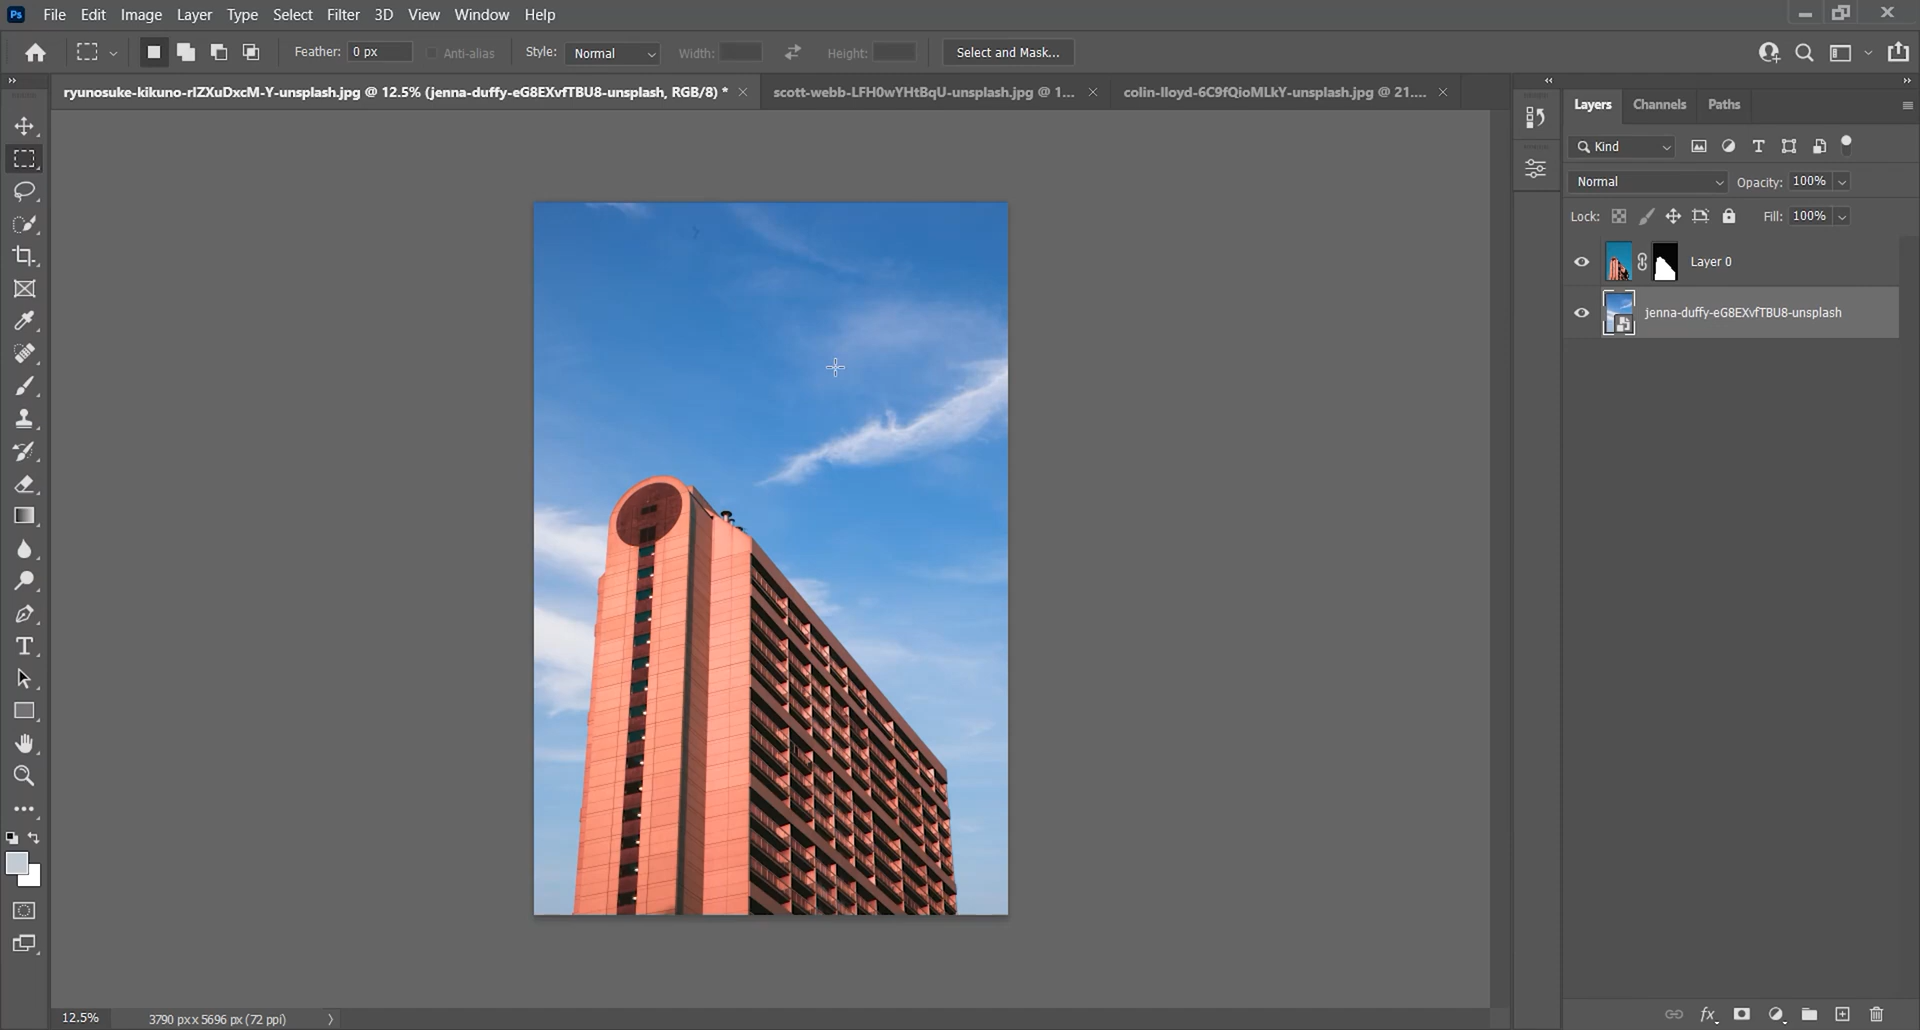 Ps File Edit Image Layer Type Select Filter 3D View Window Help
Feather: 0 px Anti-alias Style: Normal Width: Height: Select and Mask...
ryunosuke-kikuno-rIZXuDxcM-Y-unsplash.jpg @ 12.5% (jenna-duffy-eG8EXvfTBU8-unsplash, RGB/8) * scott-webb-LFH0wYHtBqU-unsplash.jpg @ 1... colin-lloyd-6C9fQioMLkY-unsplash.jpg @ 21....
Layers Channels Paths
Kind
Normal Opacity: 100%
Lock: Fill: 100%
Layer 0
jenna-duffy-eG8EXvfTBU8-unsplash
12.5% 3790 px x 5696 px (72 ppi)